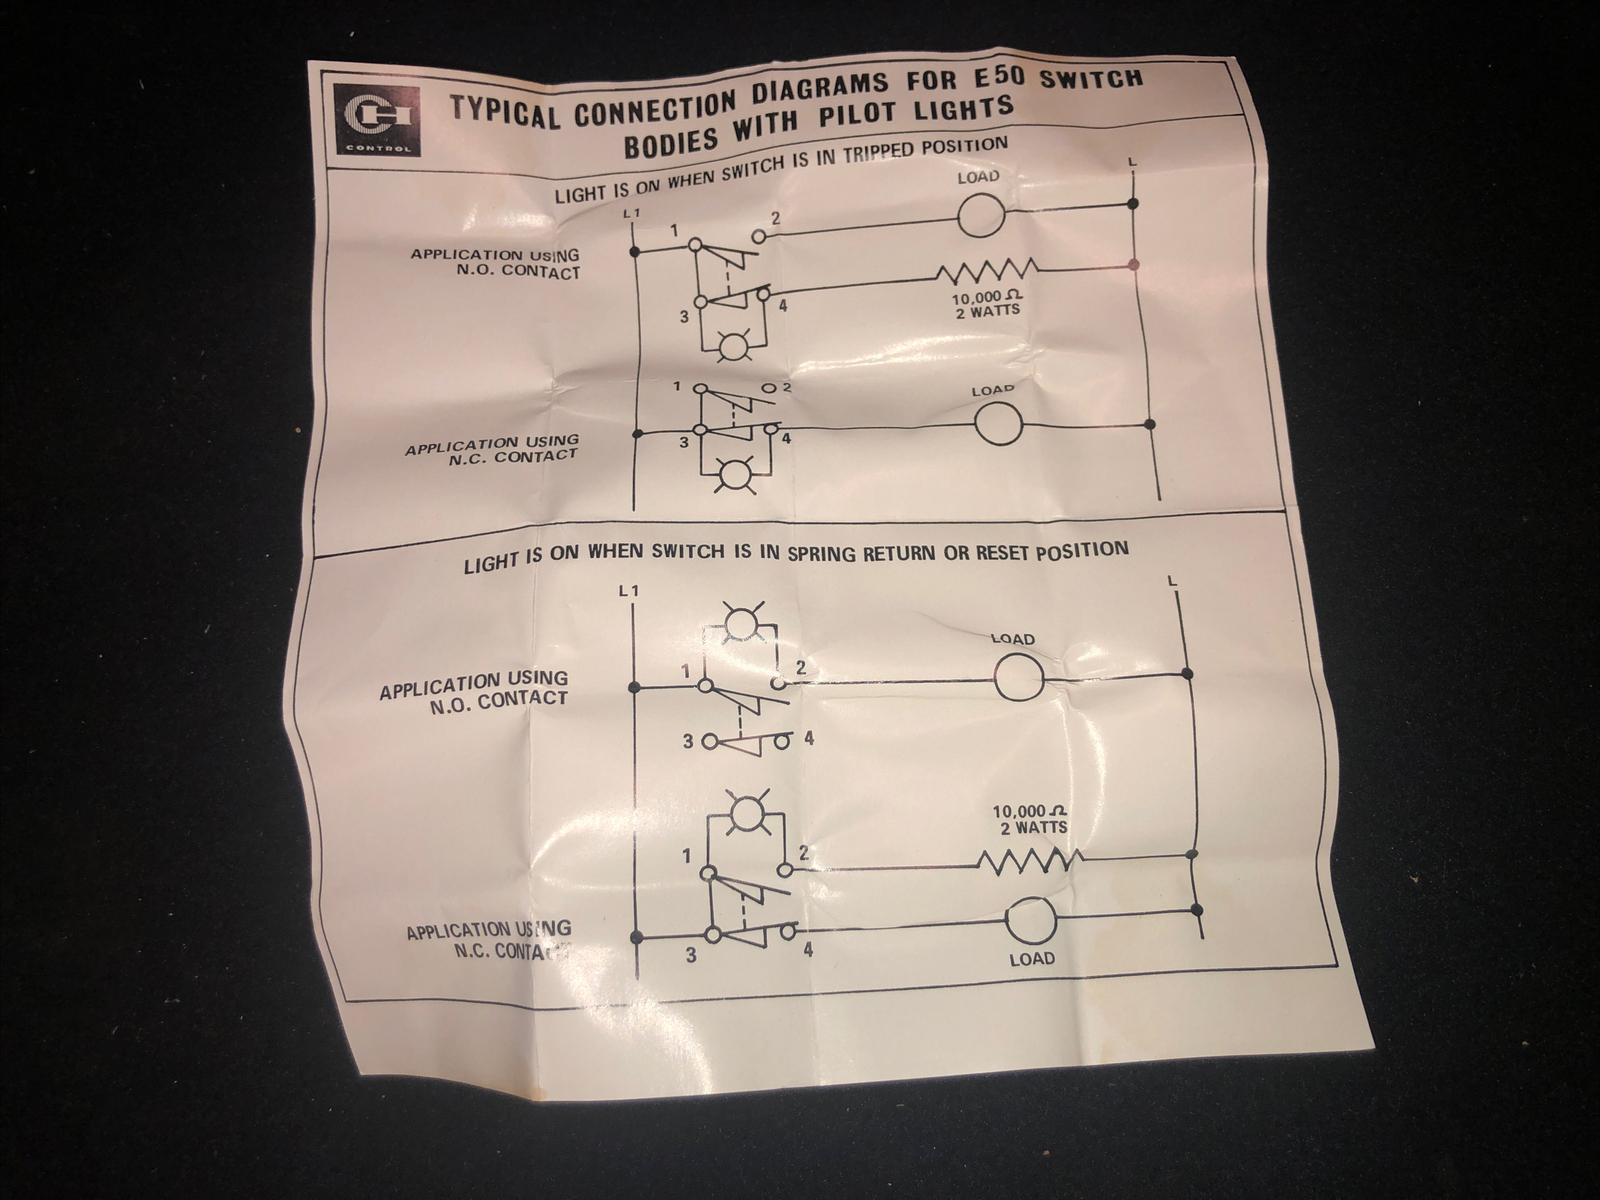 CH
CONTROL
TYPICAL CONNECTION DIAGRAMS FOR E50 SWITCH
BODIES WITH PILOT LIGHTS
LIGHT IS ON WHEN SWITCH IS IN TRIPPED POSITION
L1
L
APPLICATION USING
N.O. CONTACT
1
2
LOAD
3
4
10,000 Ω
2 WATTS
APPLICATION USING
N.C. CONTACT
1
2
3
4
LOAD
LIGHT IS ON WHEN SWITCH IS IN SPRING RETURN OR RESET POSITION
L1
L
APPLICATION USING
N.O. CONTACT
1
2
LOAD
3
4
10,000 Ω
2 WATTS
1
2
APPLICATION USING
N.C. CONTACT
3
4
LOAD